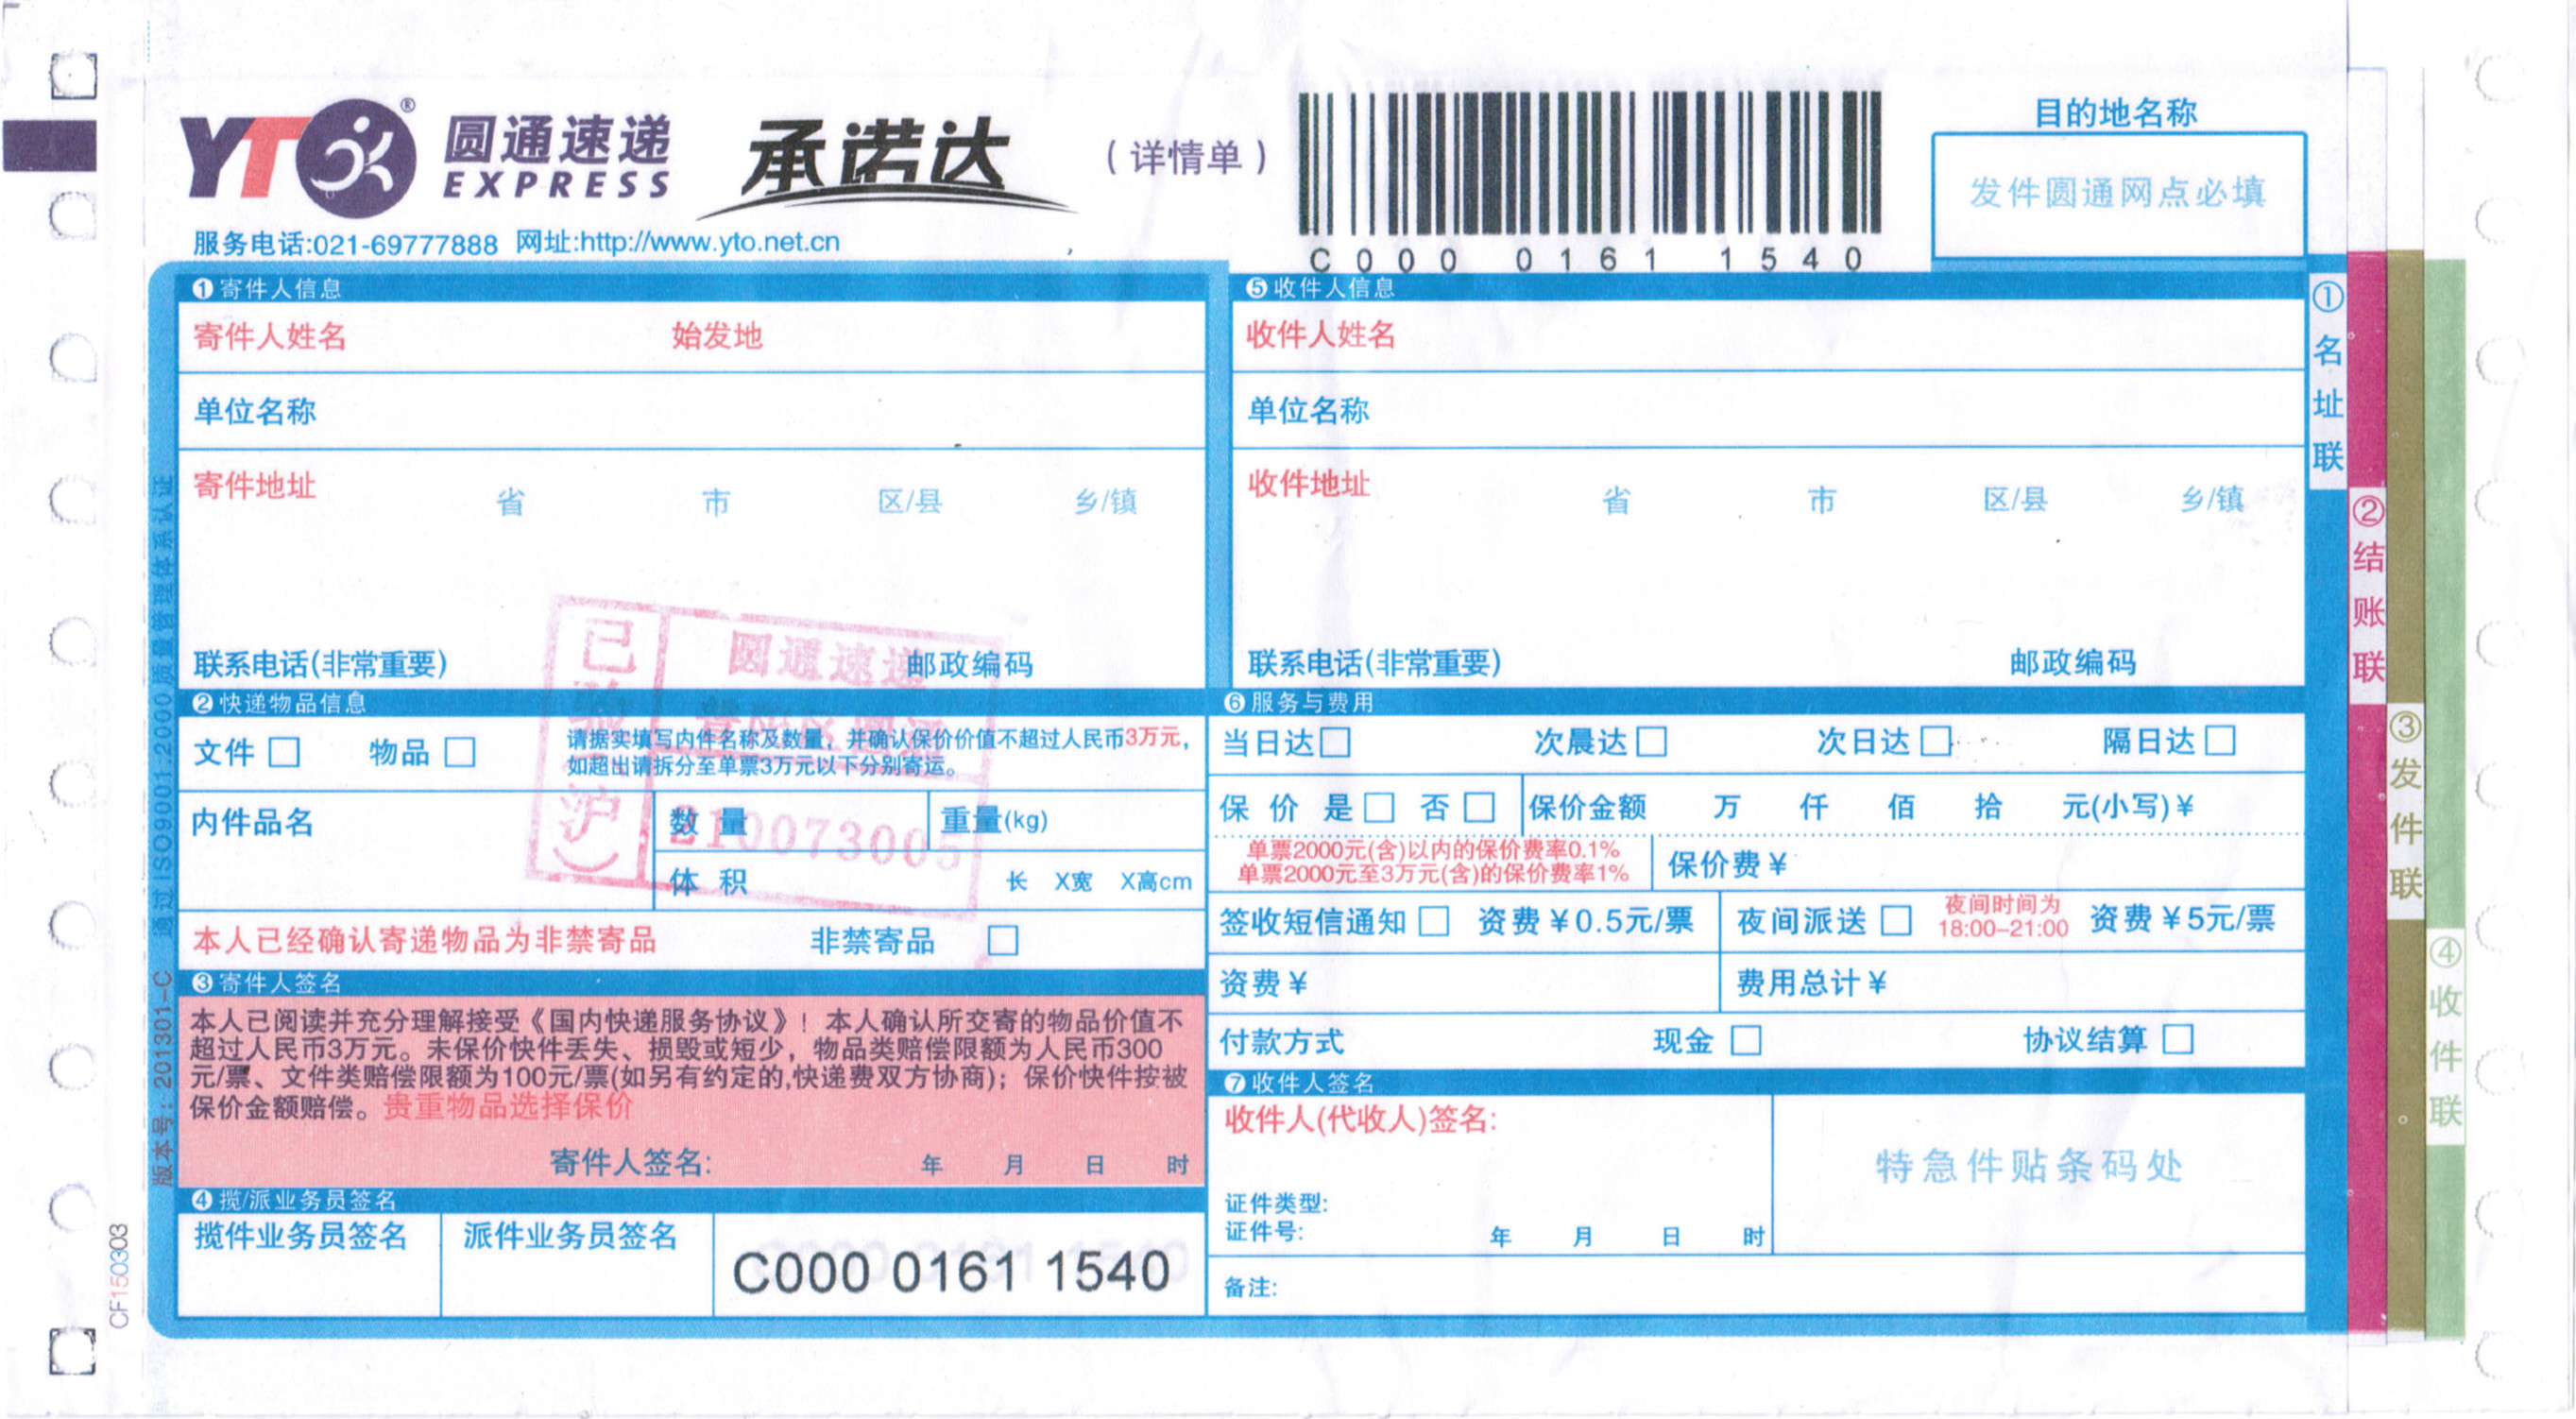 YTO® 圆通速递 EXPRESS
承诺达
（详情单）
服务电话:021-69777888 网址:http://www.yto.net.cn
C000 0161 1540
目的地名称
发件圆通网点必填
❶寄件人信息
寄件人姓名 始发地
单位名称
寄件地址 省 市 区/县 乡/镇
联系电话(非常重要) 邮政编码
❷快递物品信息
文件 □ 物品 □
请据实填写内件名称及数量，并确认保价价值不超过人民币3万元，
如超出请拆分至单票3万元以下分别寄运。
内件品名
数 量 重量(kg)
体 积 长 X宽 X高cm
本人已经确认寄递物品为非禁寄品 非禁寄品 □
❸寄件人签名
本人已阅读并充分理解接受《国内快递服务协议》！本人确认所交寄的物品价值不
超过人民币3万元。未保价快件丢失、损毁或短少，物品类赔偿限额为人民币300
元/票、文件类赔偿限额为100元/票(如另有约定的,快递费双方协商)；保价快件按被
保价金额赔偿。贵重物品选择保价
寄件人签名: 年 月 日 时
❹揽/派业务员签名
揽件业务员签名 派件业务员签名
C000 0161 1540
❺收件人信息
收件人姓名
单位名称
收件地址 省 市 区/县 乡/镇
联系电话(非常重要) 邮政编码
❻服务与费用
当日达□ 次晨达□ 次日达□ 隔日达□
保 价 是□ 否□ 保价金额 万 仟 佰 拾 元(小写)¥
单票2000元(含)以内的保价费率0.1%
单票2000元至3万元(含)的保价费率1%
保价费¥
签收短信通知□ 资费¥0.5元/票 夜间派送□ 夜间时间为 18:00–21:00 资费¥5元/票
资费¥ 费用总计¥
付款方式 现金□ 协议结算□
❼收件人签名
收件人(代收人)签名:
证件类型:
证件号: 年 月 日 时
特急件贴条码处
备注:
①名址联
②结账联
③发件联
④收件联
版本号：201301–C 通过ISO9001:2000质量管理体系认证
CF150303
圆通速递
210073005